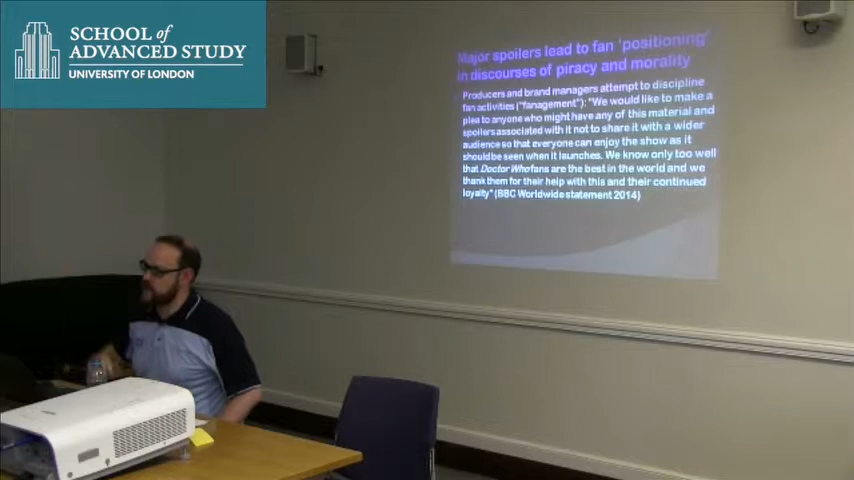 SCHOOL of
ADVANCED STUDY
UNIVERSITY OF LONDON
Major spoilers lead to fan 'positioning'
in discourses of piracy and morality
Producers and brand managers attempt to discipline
fan activities ("fanagement"): "We would like to make a
plea to anyone who might have any of this material and
spoilers associated with it not to share it with a wider
audience so that everyone can enjoy the show as it
should be seen when it launches. We know only too well
that Doctor Who fans are the best in the world and we
thank them for their help with this and their continued
loyalty" (BBC Worldwide statement 2014)